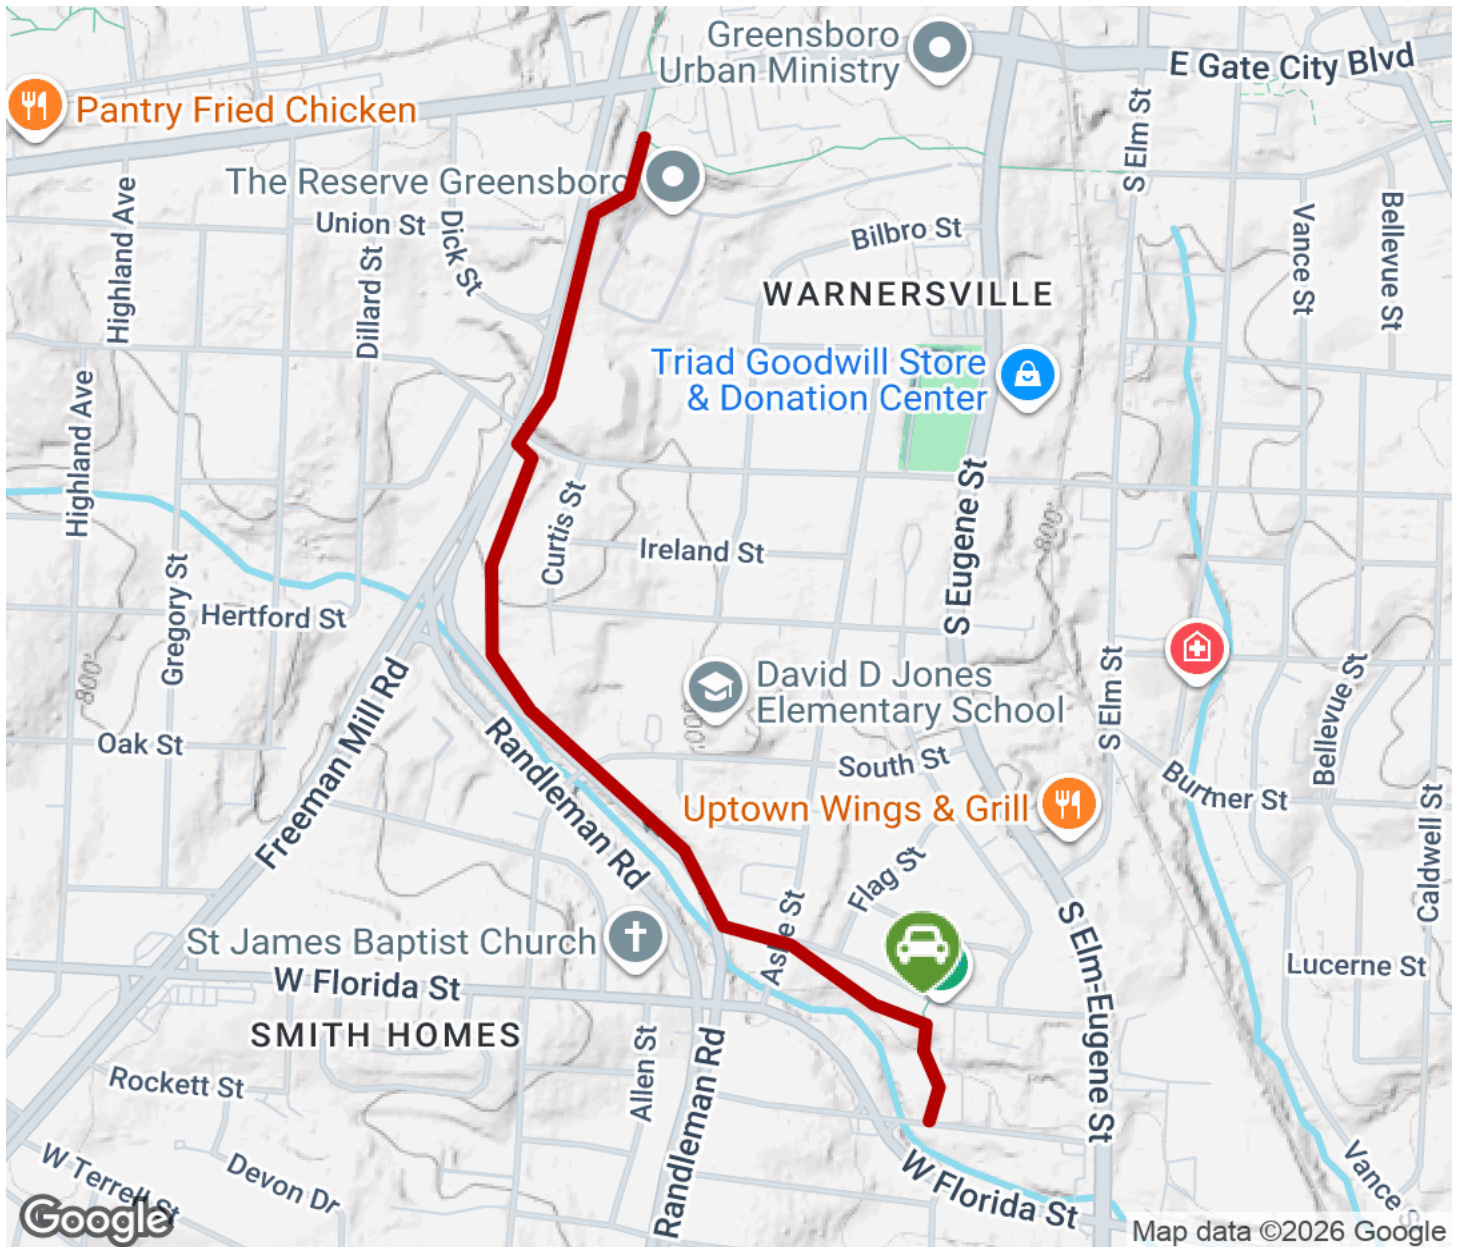 Greensboro
Urban Ministry
E Gate City Blvd
Pantry Fried Chicken
S Elm St
The Reserve Greensboro
Highland Ave
Union St
Dick St
Bilbro St
Vance St
Bellevue St
Dillard St
WARNERSVILLE
Triad Goodwill Store
& Donation Center
Highland Ave
S Eugene St
Curtis St
Ireland St
800'
Gregory St
Hertford St
800'
Freeman Mill Rd
David D Jones
Elementary School
S Elm St
Bellevue St
Oak St
Randleman Rd
South St
Burtner St
Uptown Wings & Grill
Caldwell St
Flag St
St James Baptist Church
S Elm-Eugene St
W Florida St
Lucerne St
SMITH HOMES
Rockett St
Allen St
Randleman Rd
W Terrell St
Devon Dr
W Florida St
Vance S
Google
Map data ©2026 Google